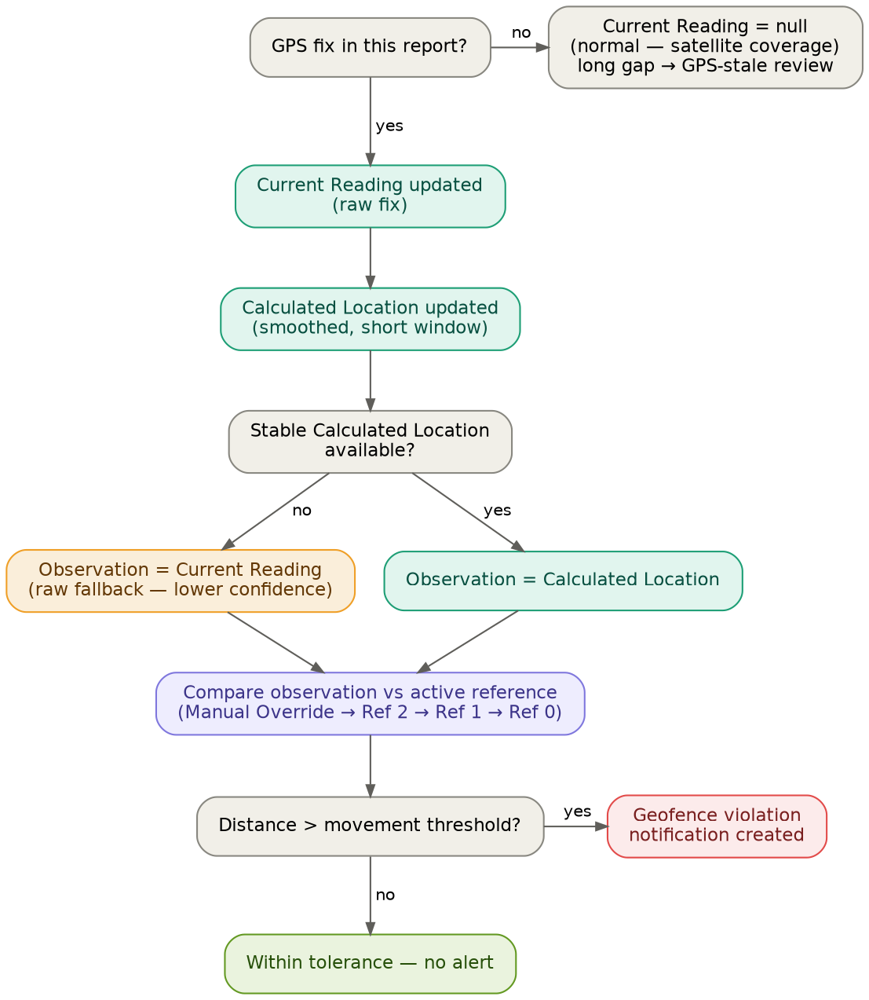 GPS fix in this report?
no
Current Reading = null
(normal — satellite coverage)
long gap → GPS-stale review
yes
Current Reading updated
(raw fix)
Calculated Location updated
(smoothed, short window)
Stable Calculated Location
available?
no
yes
Observation = Current Reading
(raw fallback — lower confidence)
Observation = Calculated Location
Compare observation vs active reference
(Manual Override → Ref 2 → Ref 1 → Ref 0)
Distance > movement threshold?
yes
Geofence violation
notification created
no
Within tolerance — no alert